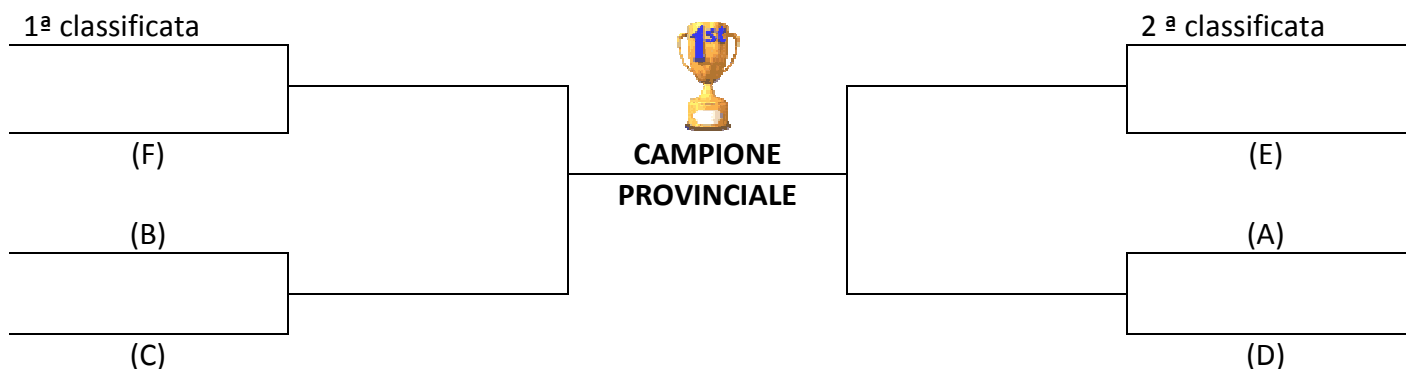 1ª classificata
2 ª classificata
1st
(F)
CAMPIONE
(E)
PROVINCIALE
(B)
(A)
(C)
(D)